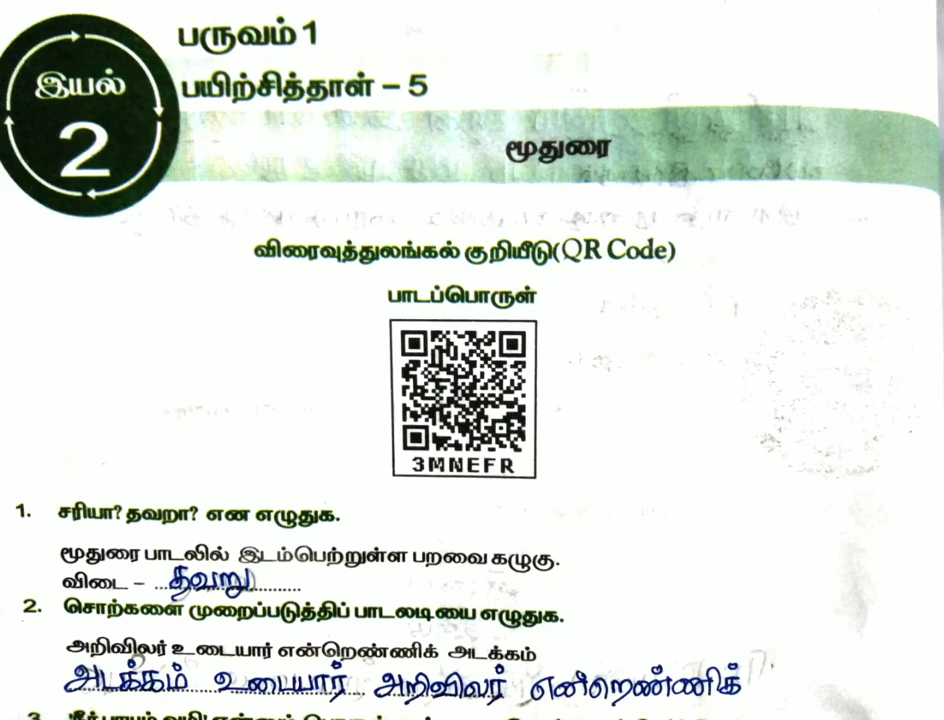 இயல்
2
பருவம் 1
பயிற்சித்தாள் – 5
மூதுரை
விரைவுத்துலங்கல் குறியீடு(QR Code)
பாடப்பொருள்
3MNEFR
1. சரியா? தவறா? என எழுதுக.
மூதுரை பாடலில் இடம்பெற்றுள்ள பறவை கழுகு.
விடை – தவறு
2. சொற்களை முறைப்படுத்திப் பாடலடியை எழுதுக.
அறிவிலர் உடையார் என்றெண்ணிக் அடக்கம்
அடக்கம் உடையார் அறிவிலர் என்றெண்ணிக்
3.